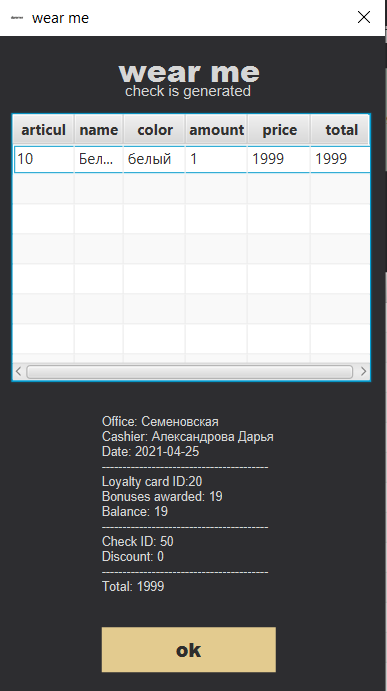 wear me
wear me
check is generated
articul name color amount price total
10 Бел... белый 1 1999 1999
Office: Семеновская
Cashier: Александрова Дарья
Date: 2021-04-25
-----------------------------------------
Loyalty card ID:20
Bonuses awarded: 19
Balance: 19
-----------------------------------------
Check ID: 50
Discount: 0
-----------------------------------------
Total: 1999
ok